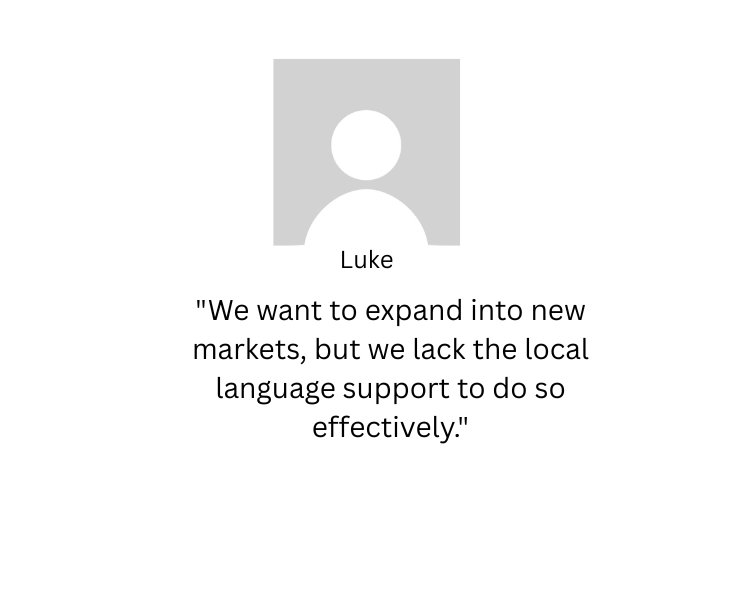 Luke
"We want to expand into new
markets, but we lack the local
language support to do so
effectively."